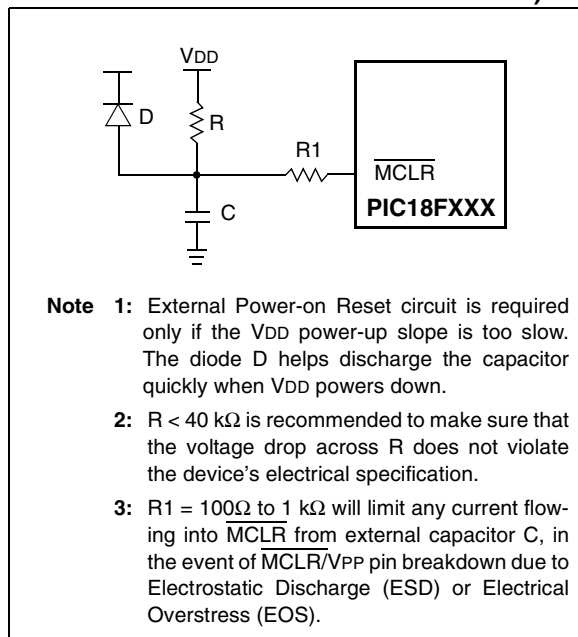 VDD
D
R
R1
MCLR
C
PIC18FXXX
Note 1: External Power-on Reset circuit is required
only if the VDD power-up slope is too slow.
The diode D helps discharge the capacitor
quickly when VDD powers down.
2: R < 40 kΩ is recommended to make sure that
the voltage drop across R does not violate
the device's electrical specification.
3: R1 = 100Ω to 1 kΩ will limit any current flow-
ing into MCLR from external capacitor C, in
the event of MCLR/VPP pin breakdown due to
Electrostatic Discharge (ESD) or Electrical
Overstress (EOS).